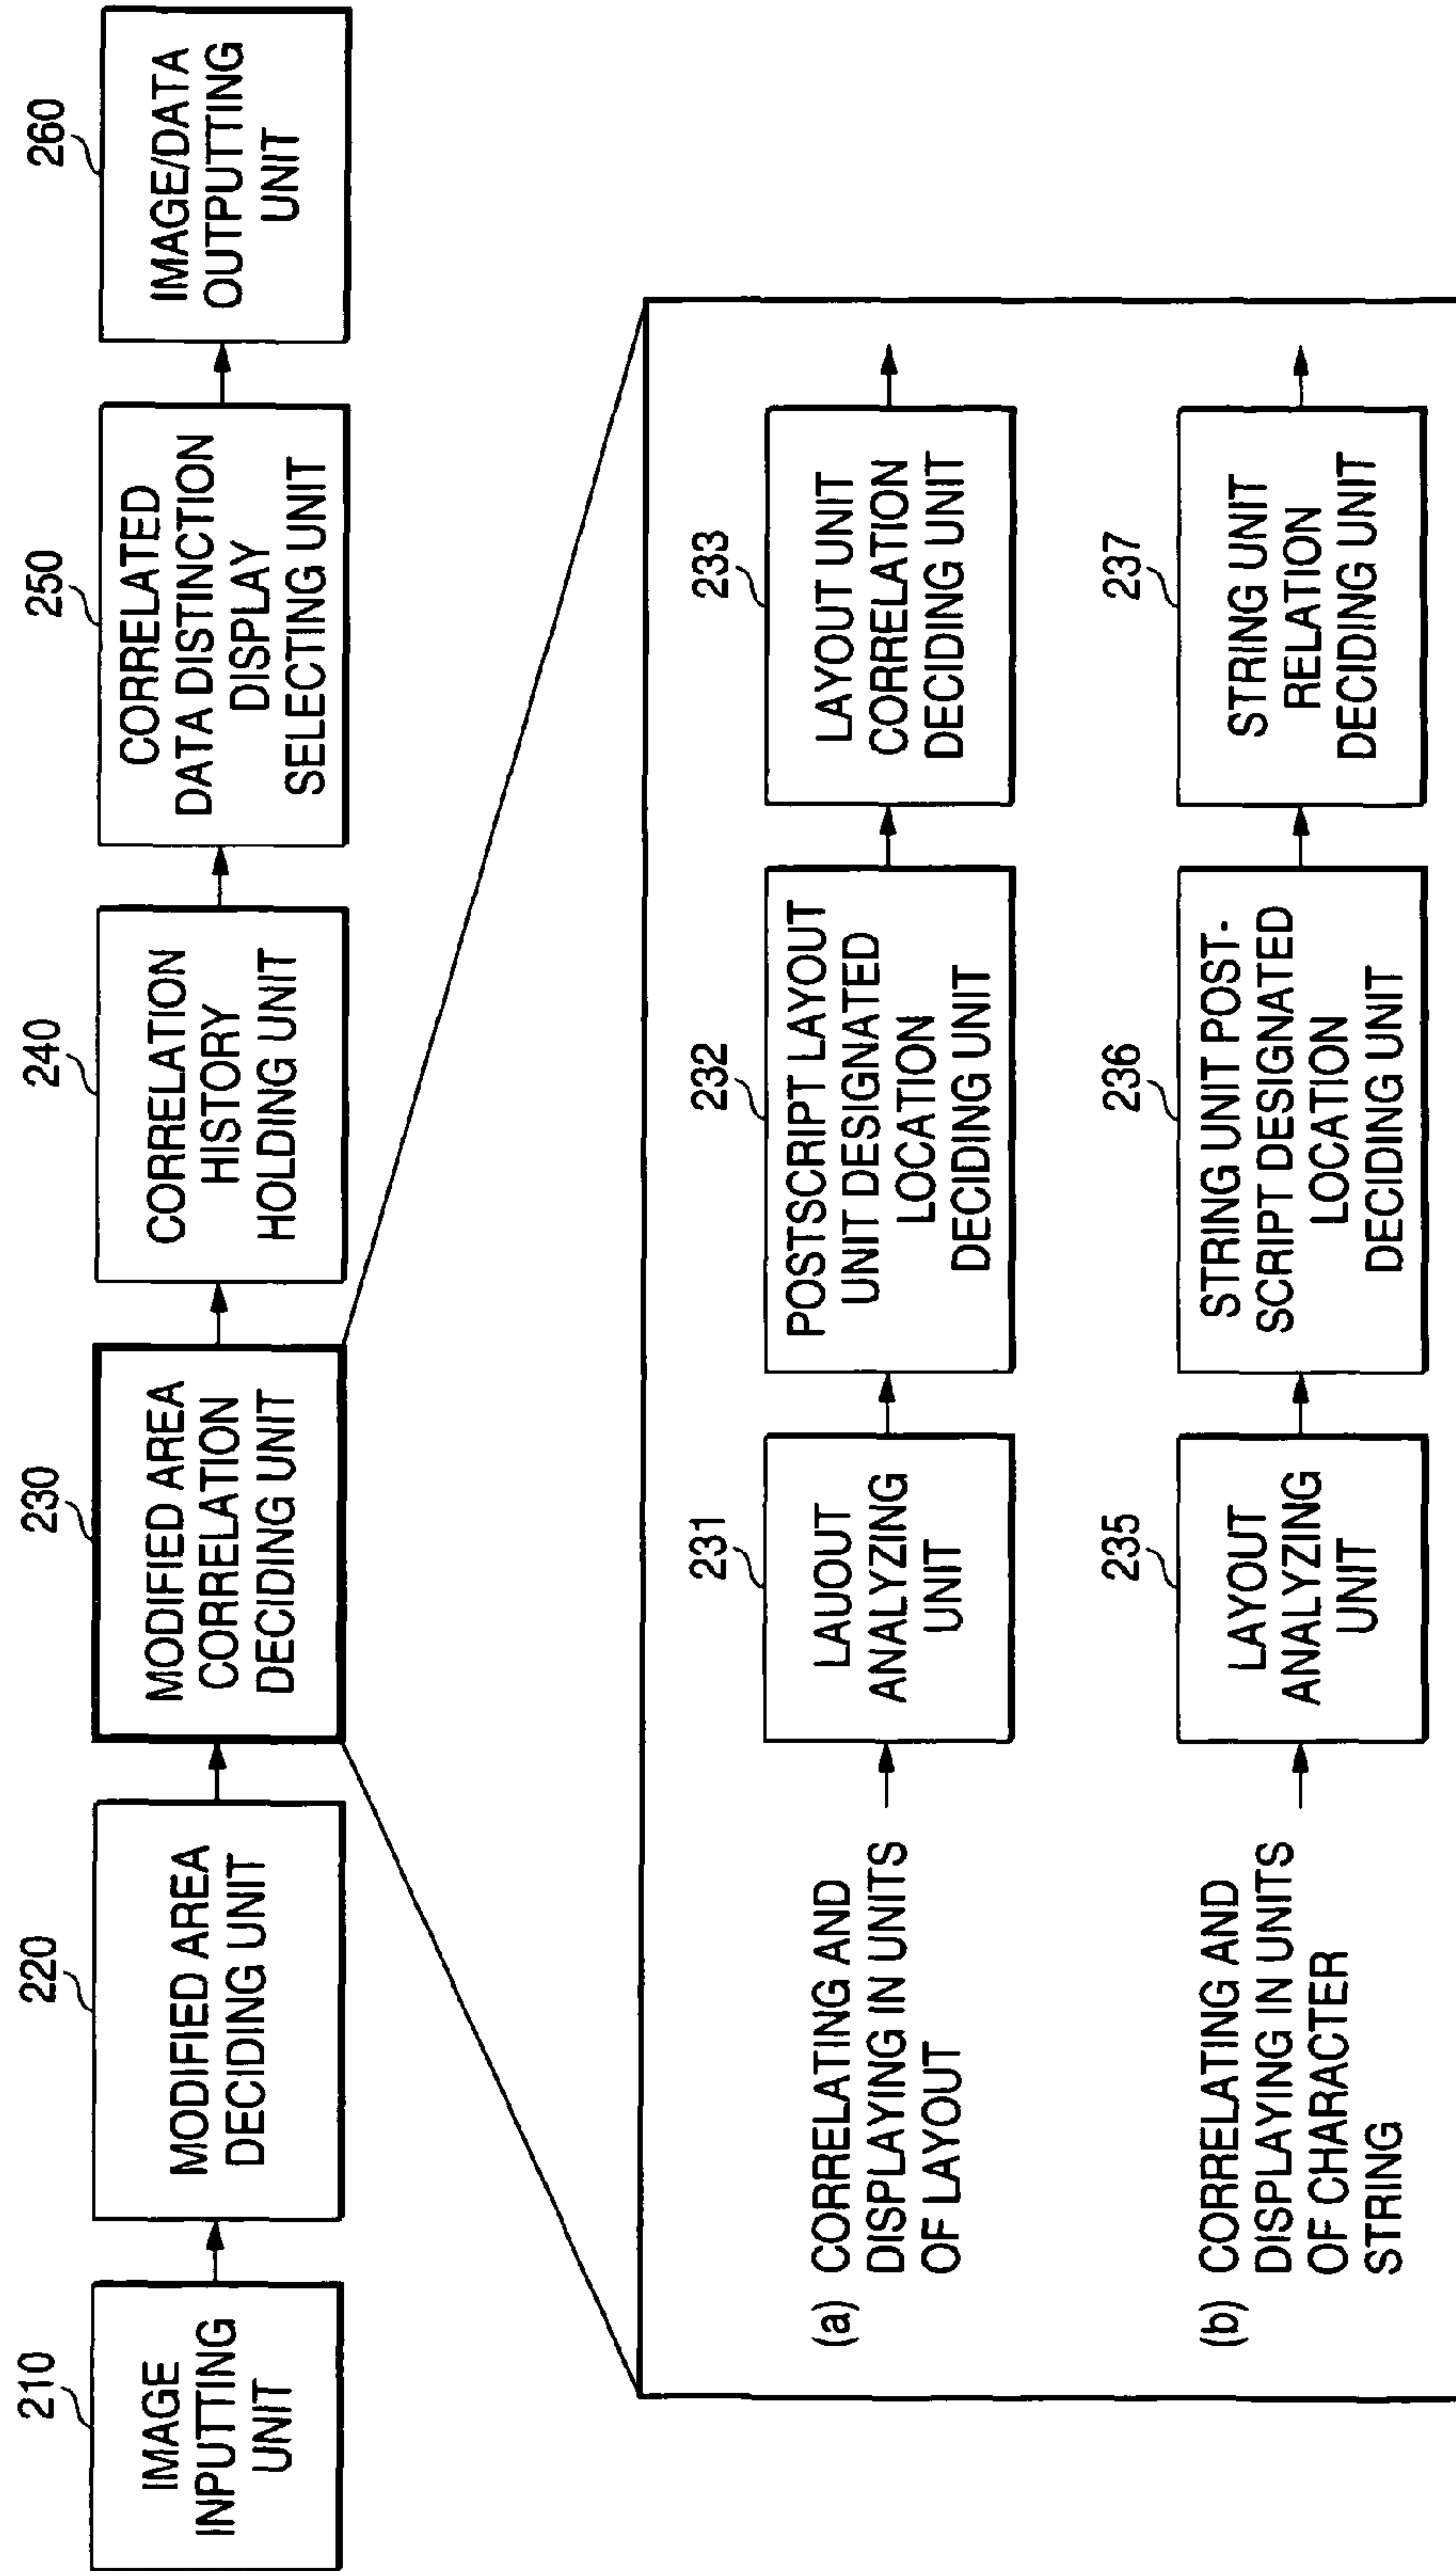 210
IMAGE
INPUTTING
UNIT
220
MODIFIED AREA
DECIDING UNIT
230
MODIFIED AREA
CORRELATION
DECIDING UNIT
240
CORRELATION
HISTORY
HOLDING UNIT
250
CORRELATED
DATA DISTINCTION
DISPLAY
SELECTING UNIT
260
IMAGE/DATA
OUTPUTTING
UNIT
(a) CORRELATING AND
DISPLAYING IN UNITS
OF LAYOUT
231
LAUOUT
ANALYZING
UNIT
232
POSTSCRIPT LAYOUT
UNIT DESIGNATED
LOCATION
DECIDING UNIT
233
LAYOUT UNIT
CORRELATION
DECIDING UNIT
(b) CORRELATING AND
DISPLAYING IN UNITS
OF CHARACTER
STRING
235
LAYOUT
ANALYZING
UNIT
236
STRING UNIT POST-
SCRIPT DESIGNATED
LOCATION
DECIDING UNIT
237
STRING UNIT
RELATION
DECIDING UNIT